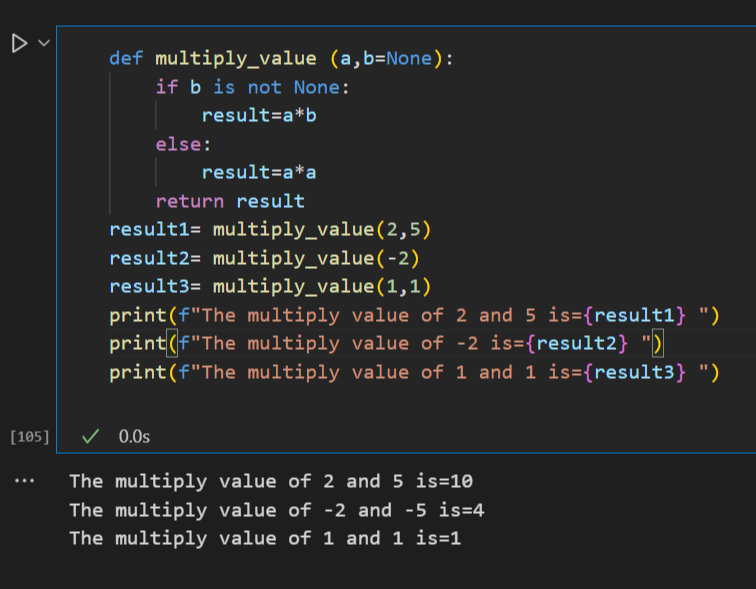 def multiply_value (a,b=None):
if b is not None:
result=a*b
else:
result=a*a
return result
result1= multiply_value(2,5)
result2= multiply_value(-2)
result3= multiply_value(1,1)
print(f"The multiply value of 2 and 5 is={result1} ")
print(f"The multiply value of -2 is={result2} ")
print(f"The multiply value of 1 and 1 is={result3} ")
[105]
0.0s
The multiply value of 2 and 5 is=10
The multiply value of -2 and -5 is=4
The multiply value of 1 and 1 is=1